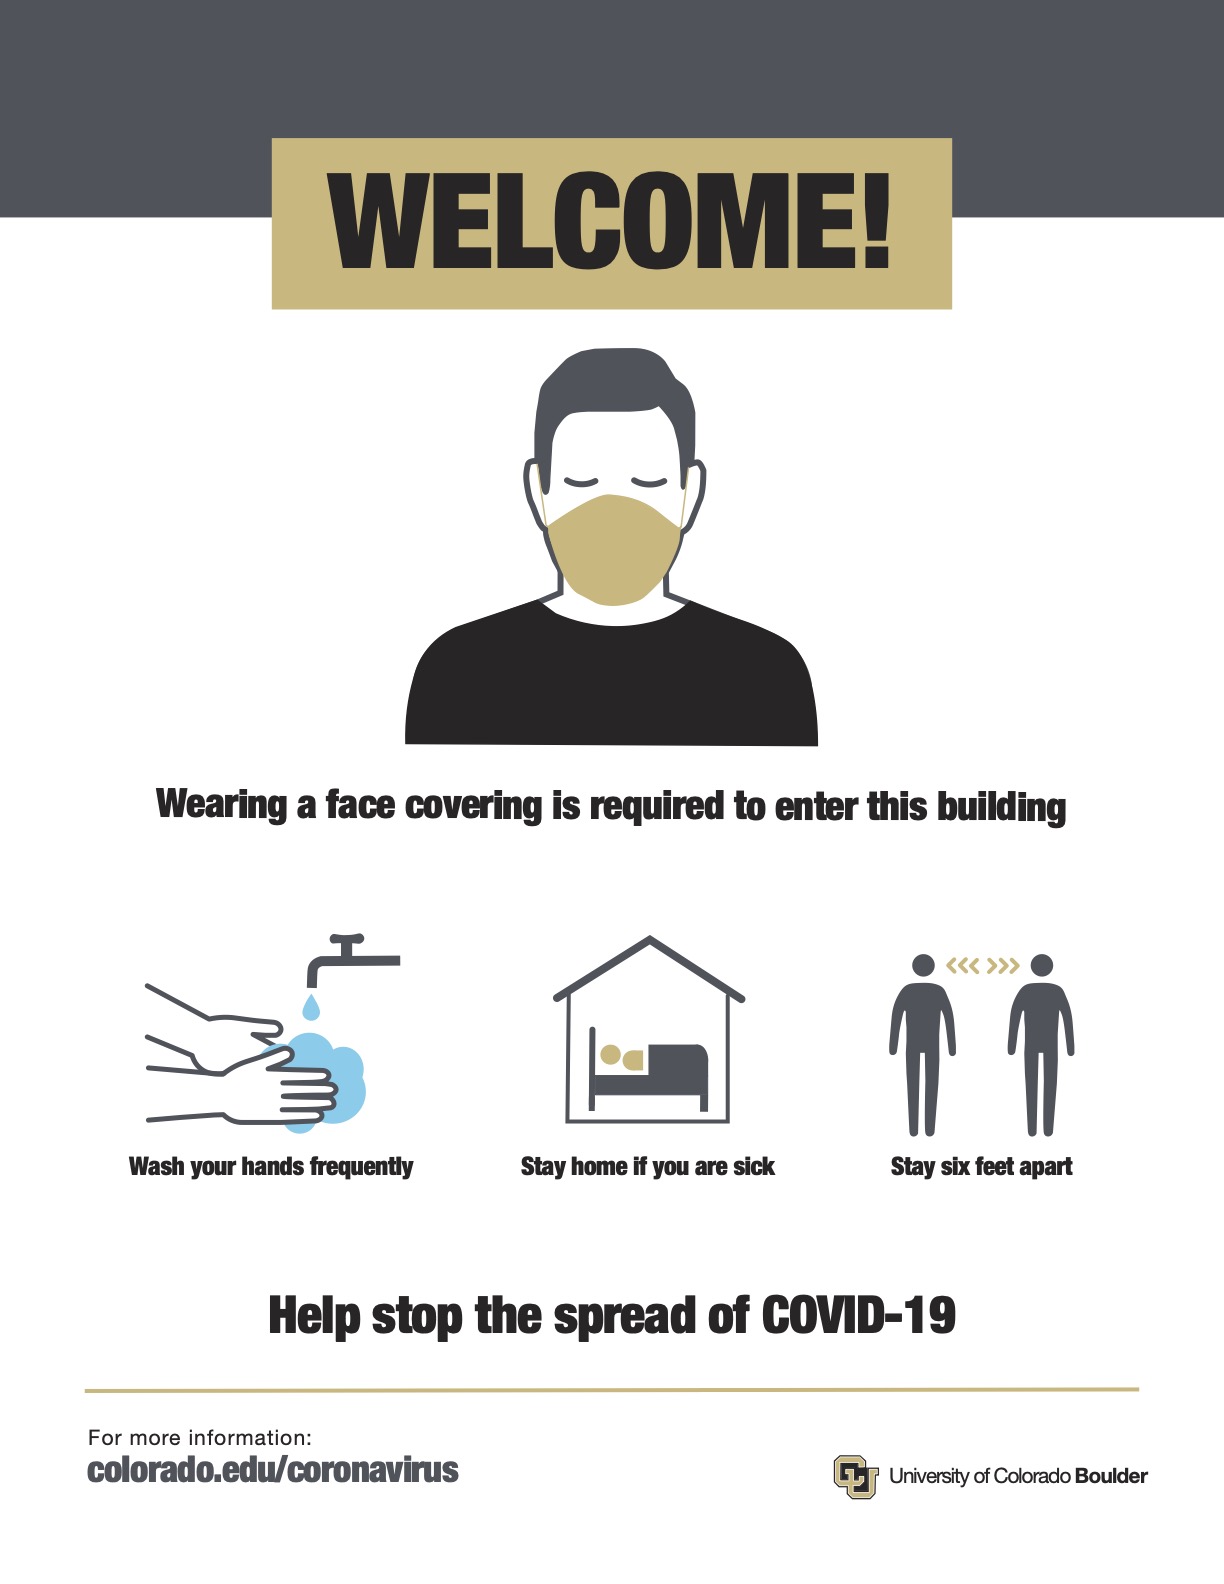 WELCOME!
Wearing a face covering is required to enter this building
Wash your hands frequently
Stay home if you are sick
Stay six feet apart
Help stop the spread of COVID-19
For more information:
colorado.edu/coronavirus
CU University of Colorado Boulder